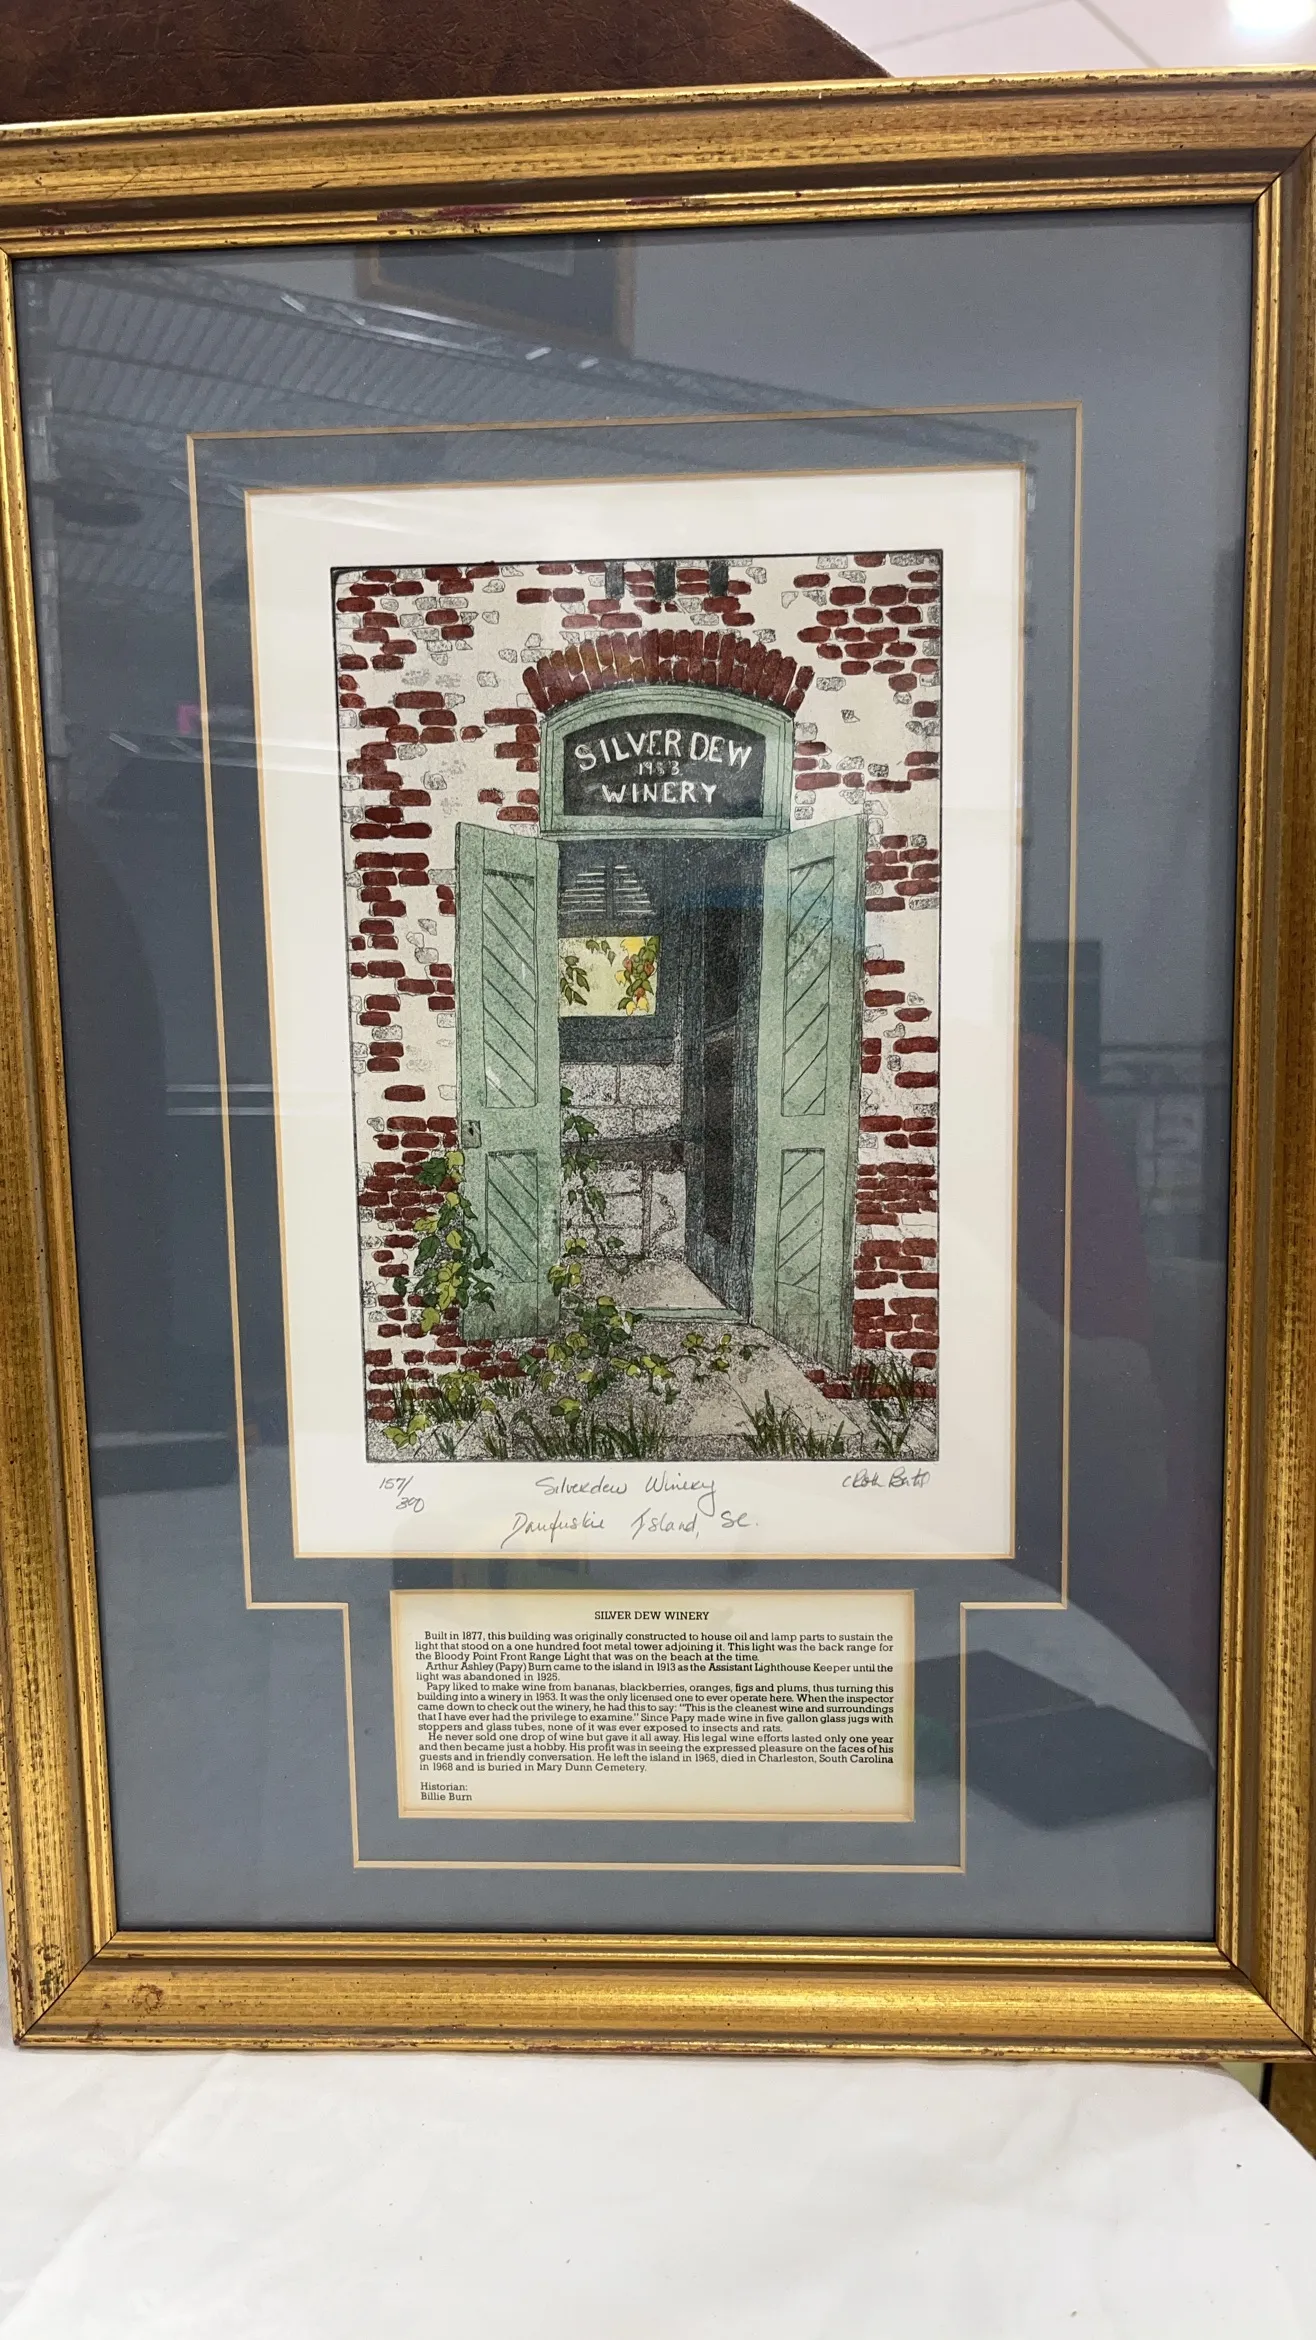 SILVER DEW
1953
WINERY
157/
300
Silverdew Winery
Daufuskie Island, SC.
SILVER DEW WINERY
Built in 1877, this building was originally constructed to house oil and lamp parts to sustain the
light that stood on a one hundred foot metal tower adjoining it. This light was the back range for
the Bloody Point Front Range Light that was on the beach at the time.
Arthur Ashley (Papy) Burn came to the island in 1913 as the Assistant Lighthouse Keeper until the
light was abandoned in 1925.
Papy liked to make wine from bananas, blackberries, oranges, figs and plums, thus turning this
building into a winery in 1953. It was the only licensed one to ever operate here. When the inspector
came down to check out the winery, he had this to say: "This is the cleanest wine and surroundings
that I have ever had the privilege to examine." Since Papy made wine in five gallon glass jugs with
stoppers and glass tubes, none of it was ever exposed to insects and rats.
He never sold one drop of wine but gave it all away. His legal wine efforts lasted only one year
and then became just a hobby. His profit was in seeing the expressed pleasure on the faces of his
guests and in friendly conversation. He left the island in 1965, died in Charleston, South Carolina
in 1968 and is buried in Mary Dunn Cemetery.
Historian:
Billie Burn